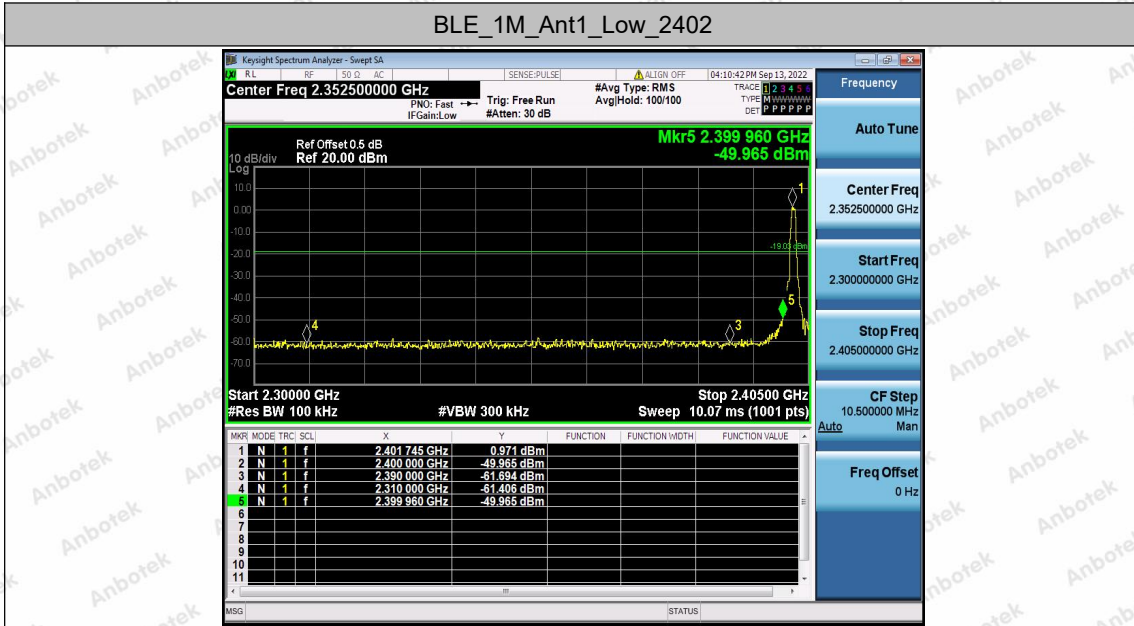 BLE_1M_Ant1_Low_2402
Keysight Spectrum Analyzer - Swept SA
LXI RL RF 50 Ω AC SENSE:PULSE ALIGN OFF 04:10:42 PM Sep 13, 2022
Center Freq 2.352500000 GHz
PNO: Fast
IFGain:Low
Trig: Free Run
#Atten: 30 dB
#Avg Type: RMS
Avg|Hold: 100/100
TRACE 1 2 3 4 5 6
TYPE M WWWWW
DET P P P P P P
Mkr5 2.399 960 GHz
-49.965 dBm
Ref Offset 0.5 dB
10 dB/div Ref 20.00 dBm
Log
10.0
0.00
-10.0
-20.0
-30.0
-40.0
-50.0
-60.0
-70.0
-19.03 dBm
1
5
4
3
Start 2.30000 GHz Stop 2.40500 GHz
#Res BW 100 kHz #VBW 300 kHz Sweep 10.07 ms (1001 pts)
MKR MODE TRC SCL X Y FUNCTION FUNCTION WIDTH FUNCTION VALUE
1 N 1 f 2.401 745 GHz 0.971 dBm
2 N 1 f 2.400 000 GHz -49.965 dBm
3 N 1 f 2.390 000 GHz -61.694 dBm
4 N 1 f 2.310 000 GHz -61.406 dBm
5 N 1 f 2.399 960 GHz -49.965 dBm
6
7
8
9
10
11
MSG STATUS
Frequency
Auto Tune
Center Freq
2.352500000 GHz
Start Freq
2.300000000 GHz
Stop Freq
2.405000000 GHz
CF Step
10.500000 MHz
Auto Man
Freq Offset
0 Hz
Anbotek